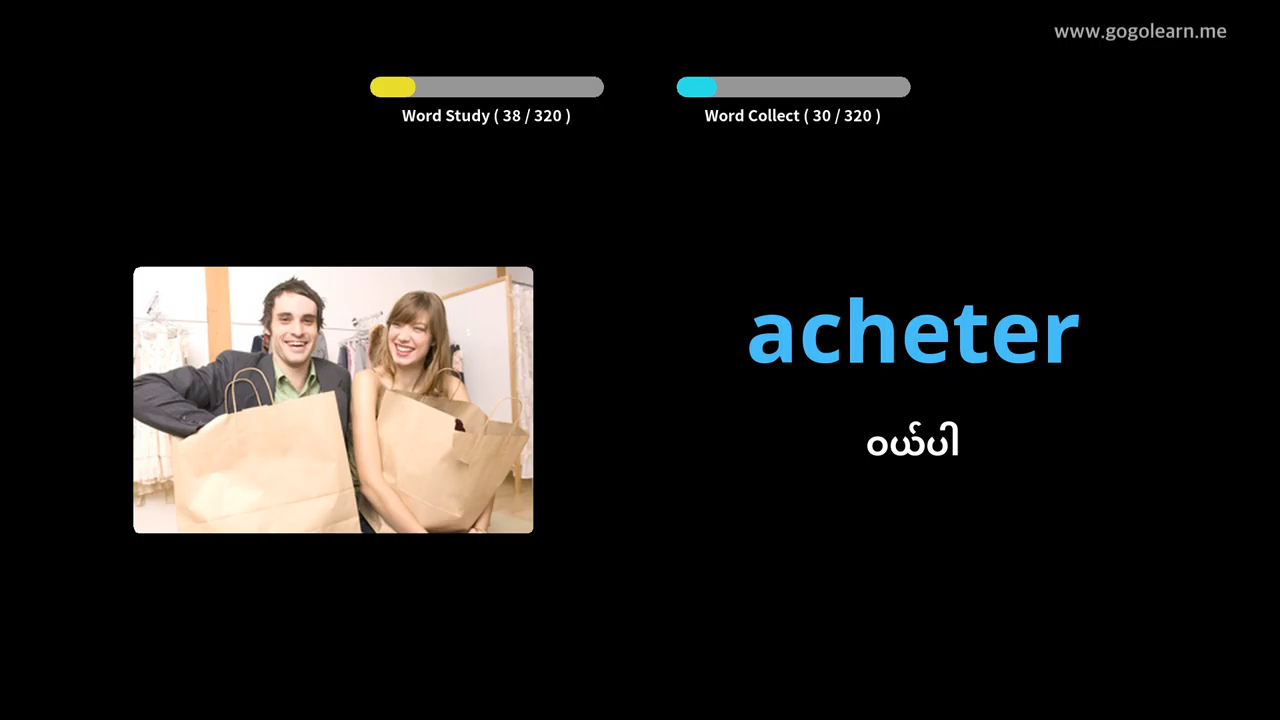 www.gogolearn.me
Word Study ( 38 / 320 )
Word Collect ( 30 / 320 )
acheter
ဝယ်ပါ